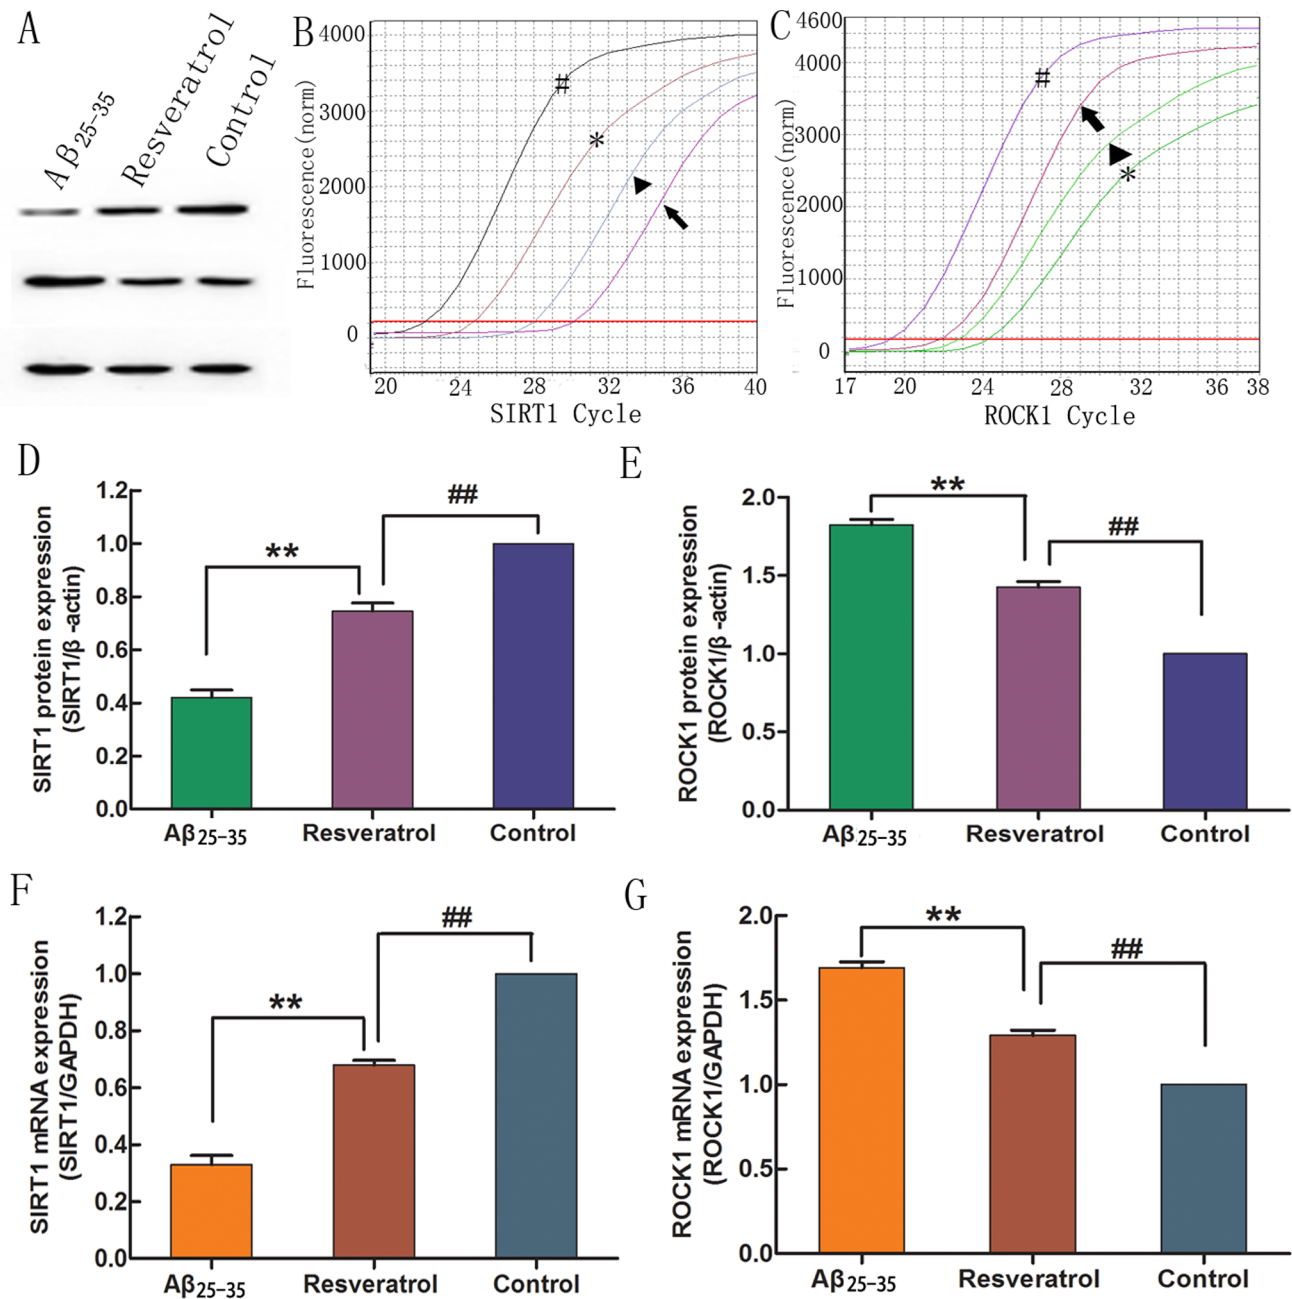 A
Aβ25-35
Resveratrol
Control
B
4000
3000
2000
1000
0
Fluorescence(norm)
#
*
20 24 28 32 36 40
SIRT1 Cycle
C
4600
4000
3000
2000
1000
0
Fluorescence(norm)
#
*
17 20 24 28 32 36 38
ROCK1 Cycle
D
SIRT1 protein expression
(SIRT1/β -actin)
1.2
1.0
0.8
0.6
0.4
0.2
0.0
**
##
Aβ25-35 Resveratrol Control
E
ROCK1 protein expression
(ROCK1/β -actin)
2.0
1.5
1.0
0.5
0.0
**
##
Aβ25-35 Resveratrol Control
F
SIRT1 mRNA expression
(SIRT1/GAPDH)
1.2
1.0
0.8
0.6
0.4
0.2
0.0
**
##
Aβ25-35 Resveratrol Control
G
ROCK1 mRNA expression
(ROCK1/GAPDH)
2.0
1.5
1.0
0.5
0.0
**
##
Aβ25-35 Resveratrol Control